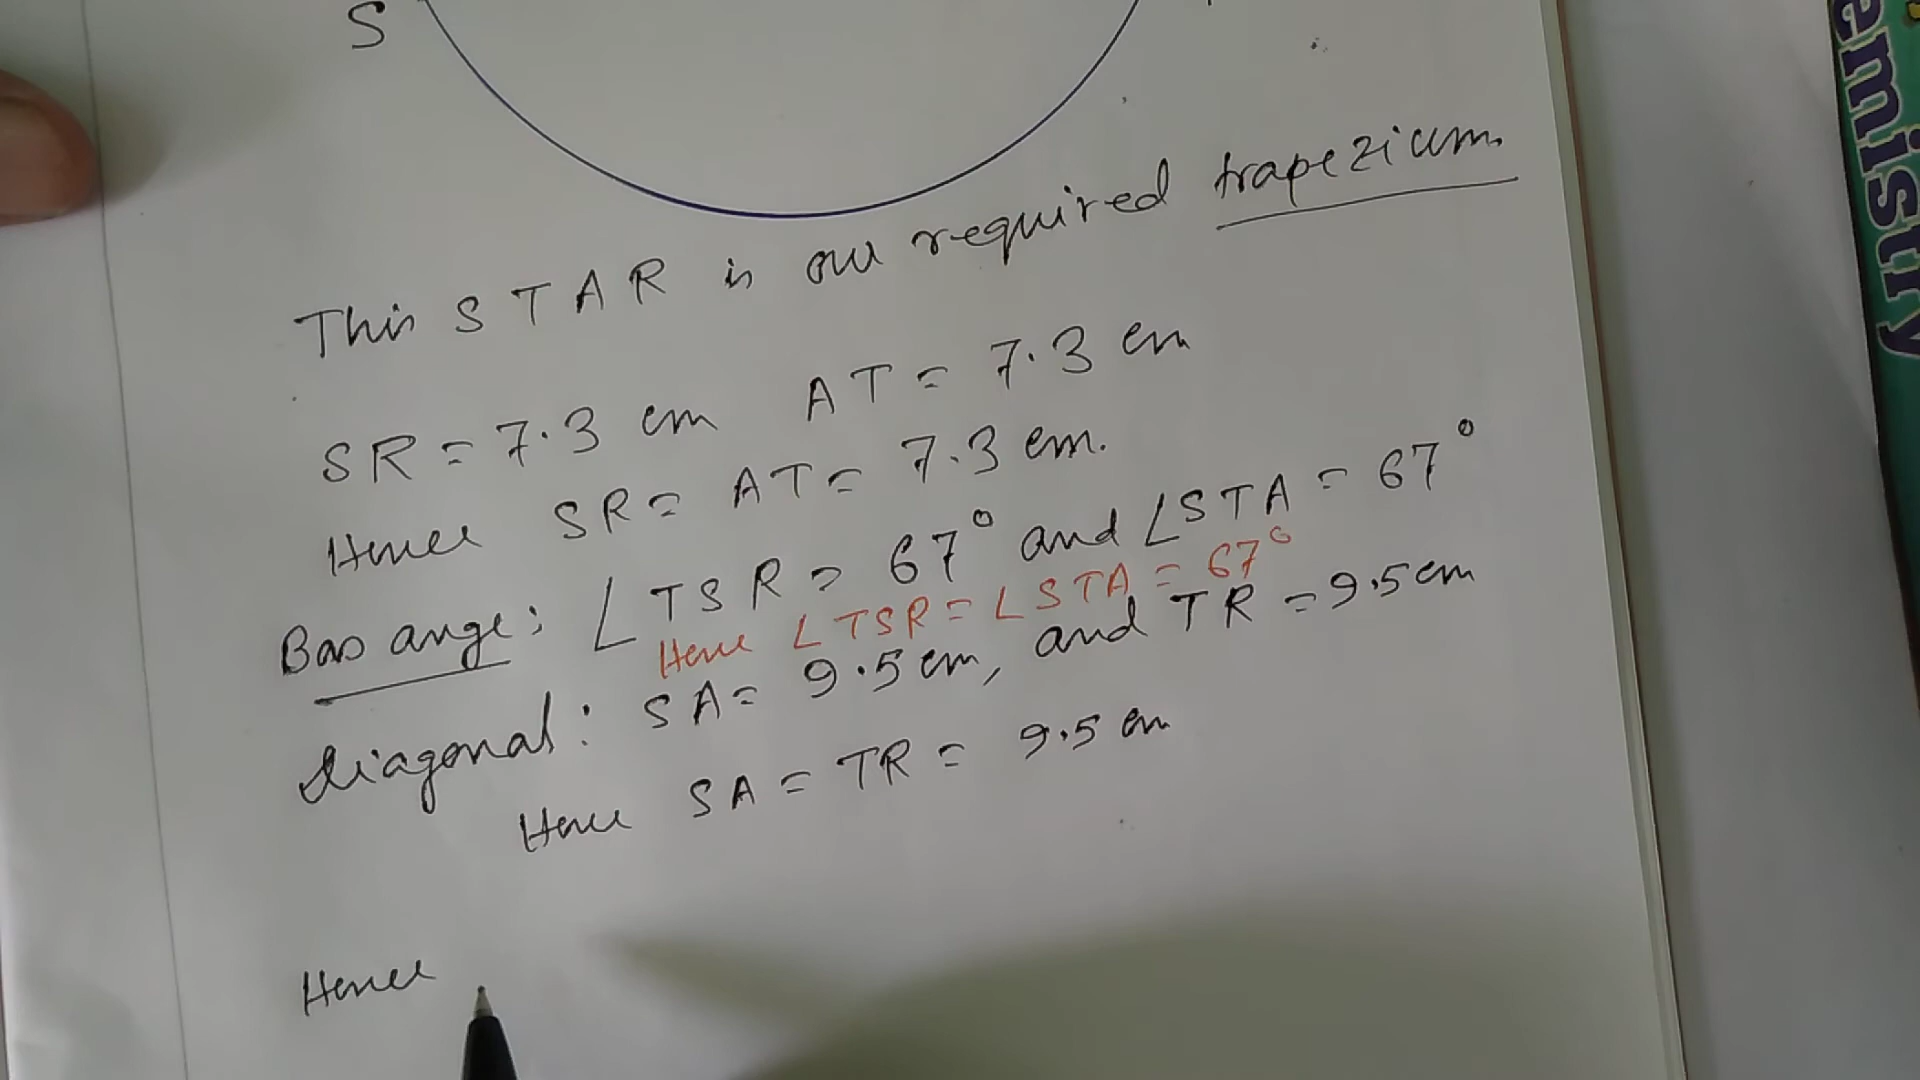 S
This STAR is our required trapezium.
SR = 7.3 cm AT = 7.3 cm
Hence SR = AT = 7.3 cm.
Bas ange: ∠TSR = 67° and ∠STA = 67°
Hence ∠TSR = ∠STA = 67°
diagonal: SA = 9.5 cm, and TR = 9.5 cm
Hence SA = TR = 9.5 cm
Hence
emistry